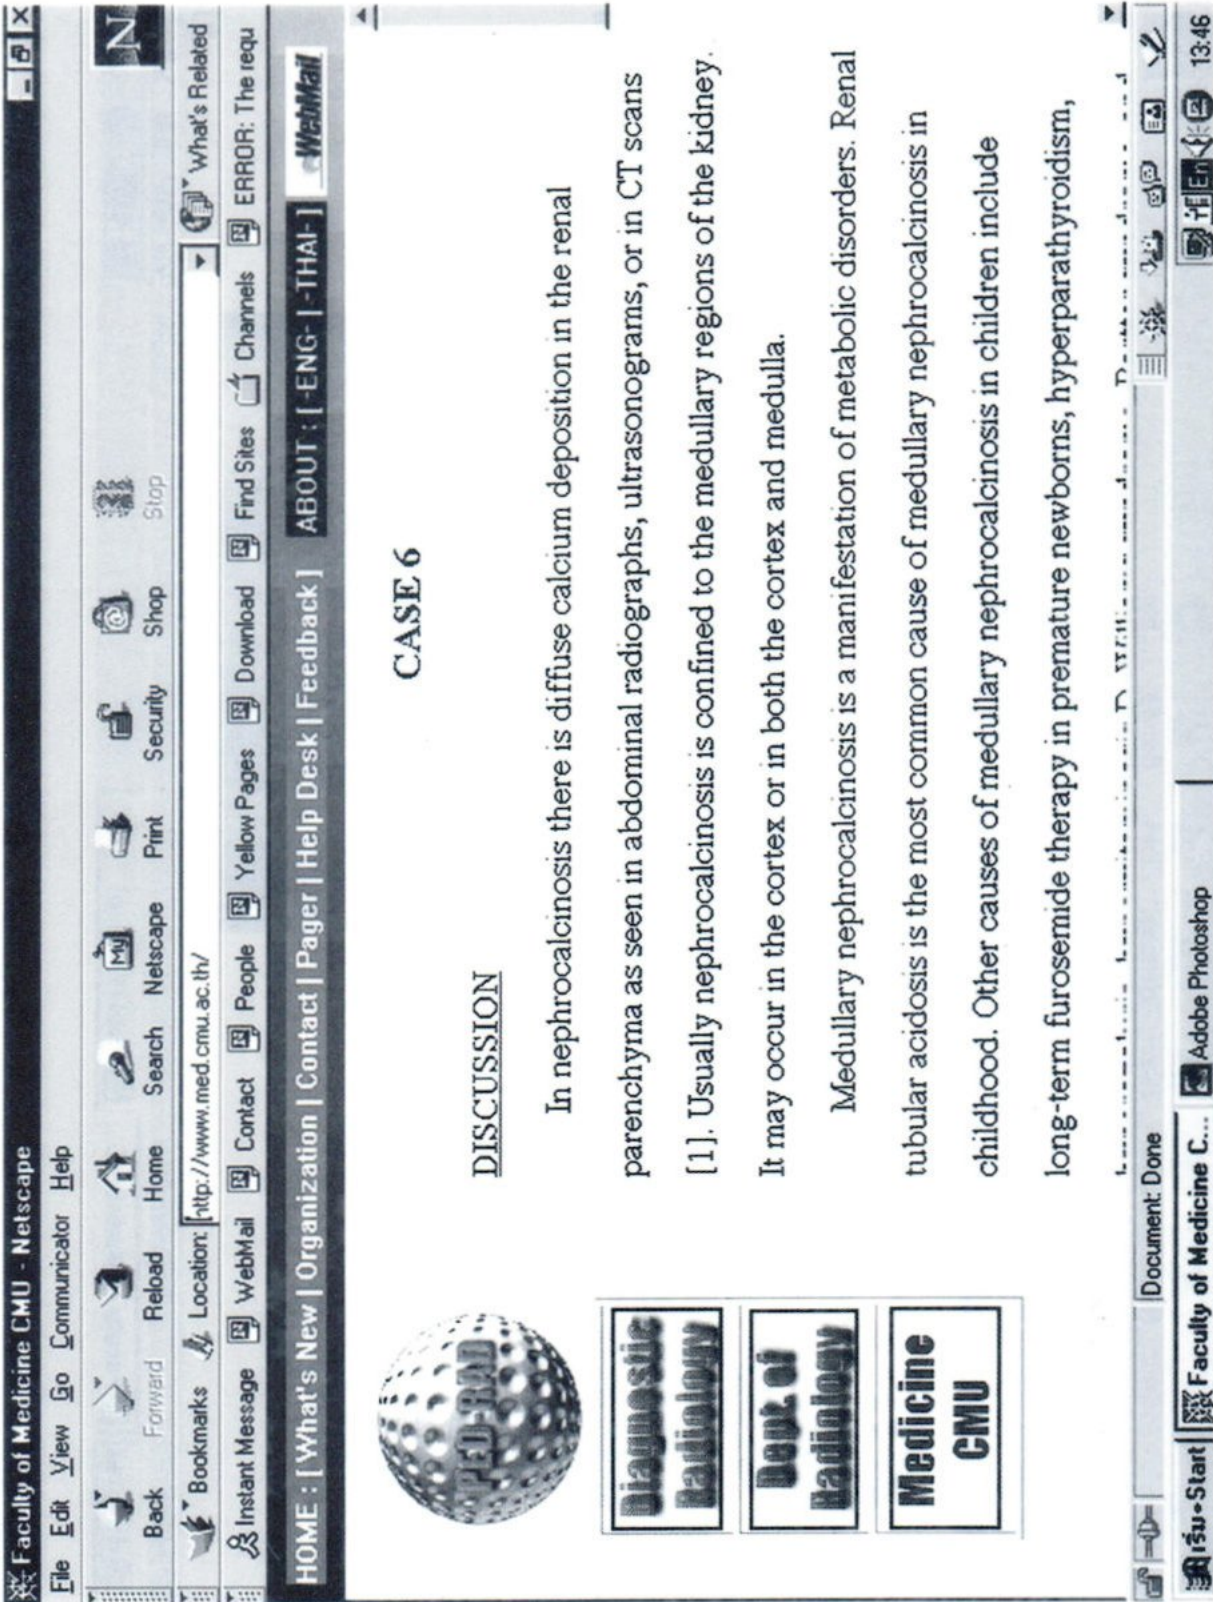 Faculty of Medicine CMU - Netscape
File Edit View Go Communicator Help
Back Forward Reload Home Search Netscape Print Security Shop Stop
Bookmarks Location: http://www.med.cmu.ac.th/ What's Related
Instant Message WebMail Contact People Yellow Pages Download Find Sites Channels ERROR: The requ
HOME : [ What's New | Organization | Contact | Pager | Help Desk | Feedback ] ABOUT : [ -ENG- | -THAI- ] WebMail
PED-RAD
Diagnostic
Radiology
Dept of
Radiology
Medicine
CMU
CASE 6
DISCUSSION
In nephrocalcinosis there is diffuse calcium deposition in the renal
parenchyma as seen in abdominal radiographs, ultrasonograms, or in CT scans
[1]. Usually nephrocalcinosis is confined to the medullary regions of the kidney.
It may occur in the cortex or in both the cortex and medulla.
Medullary nephrocalcinosis is a manifestation of metabolic disorders. Renal
tubular acidosis is the most common cause of medullary nephrocalcinosis in
childhood. Other causes of medullary nephrocalcinosis in children include
long-term furosemide therapy in premature newborns, hyperparathyroidism,
Document: Done
เริ่ม•Start Faculty of Medicine C... Adobe Photoshop En 13:46